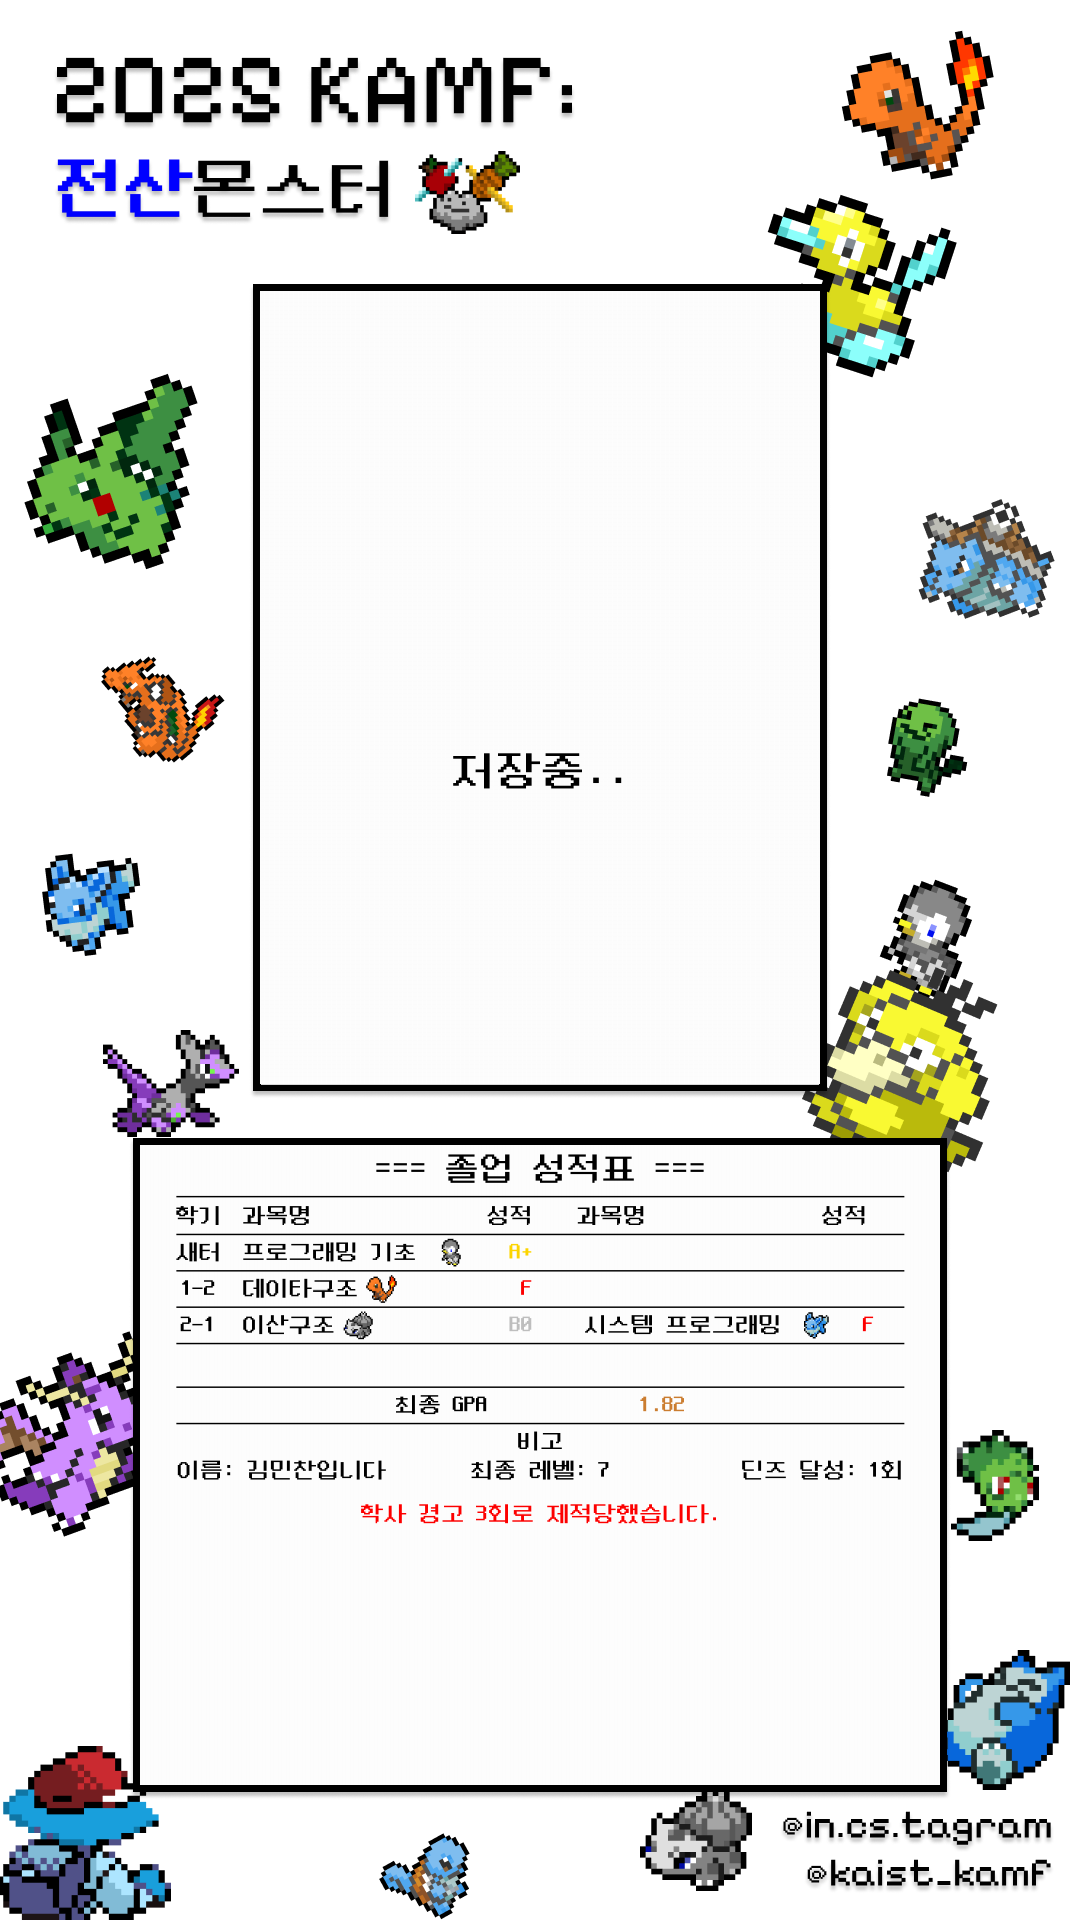 2025 KAMF:
전산몬스터
저장중..
=== 졸업 성적표 ===
학기 과목명 성적 과목명 성적
새터 프로그래밍 기초 A+
1-2 데이타구조 F
2-1 이산구조 B0 시스템 프로그래밍 F
최종 GPA 1.82
비고
이름: 김민찬입니다 최종 레벨: 7 딘즈 달성: 1회
학사 경고 3회로 제적당했습니다.
@in.cs.tagram
@kaist_kamf